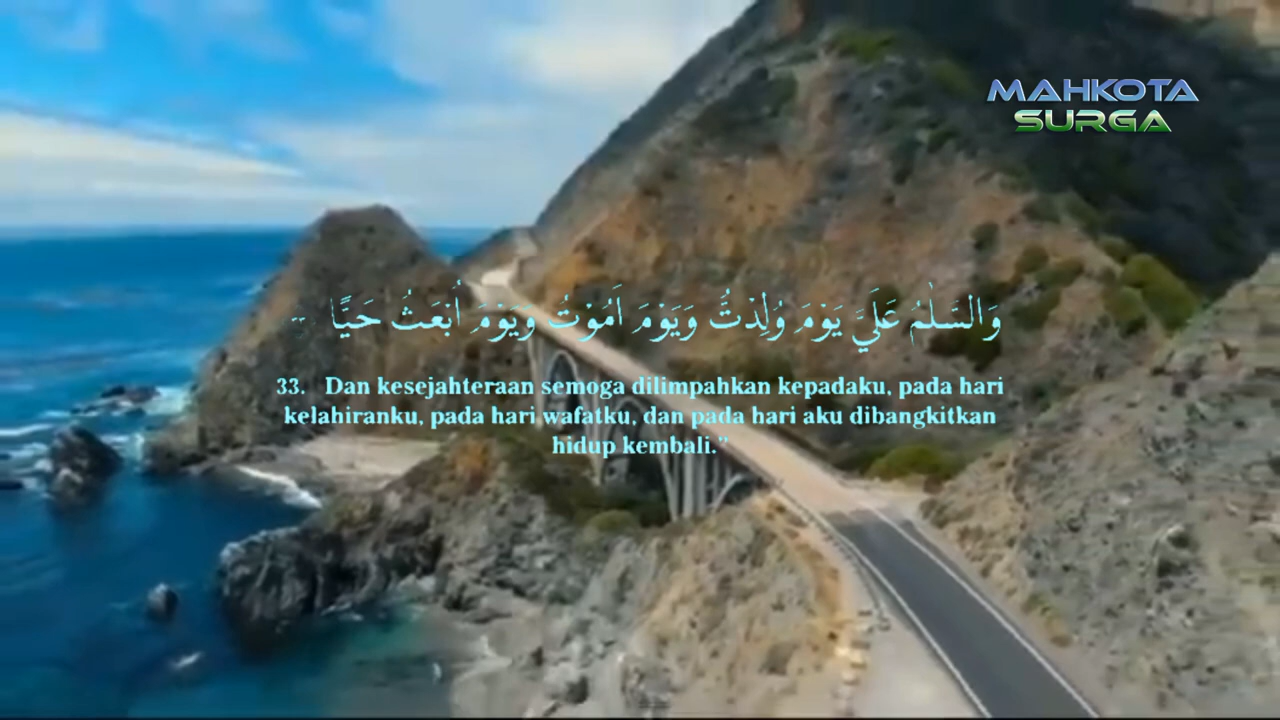 MAHKOTA
SURGA
وَالسَّلٰمُ عَلَيَّ يَوْمَ وُلِدْتُّ وَيَوْمَ اَمُوْتُ وَيَوْمَ اُبْعَثُ حَيًّا
33. Dan kesejahteraan semoga dilimpahkan kepadaku, pada hari
kelahiranku, pada hari wafatku, dan pada hari aku dibangkitkan
hidup kembali.”